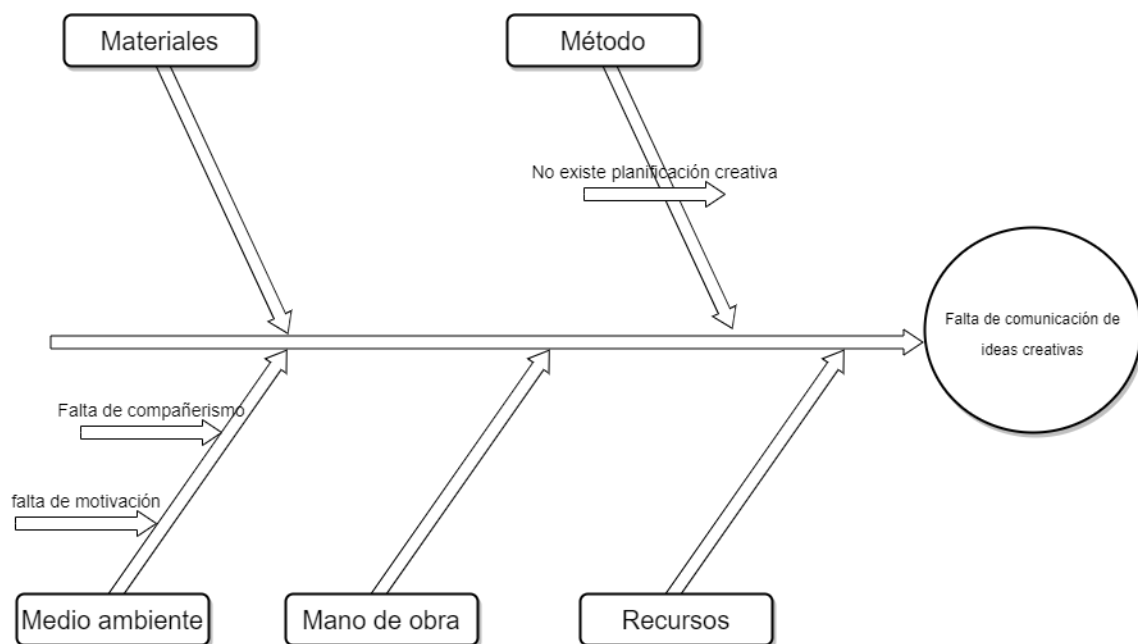 Materiales
Método
No existe planificación creativa
Falta de comunicación de
ideas creativas
Falta de compañerismo
falta de motivación
Medio ambiente
Mano de obra
Recursos